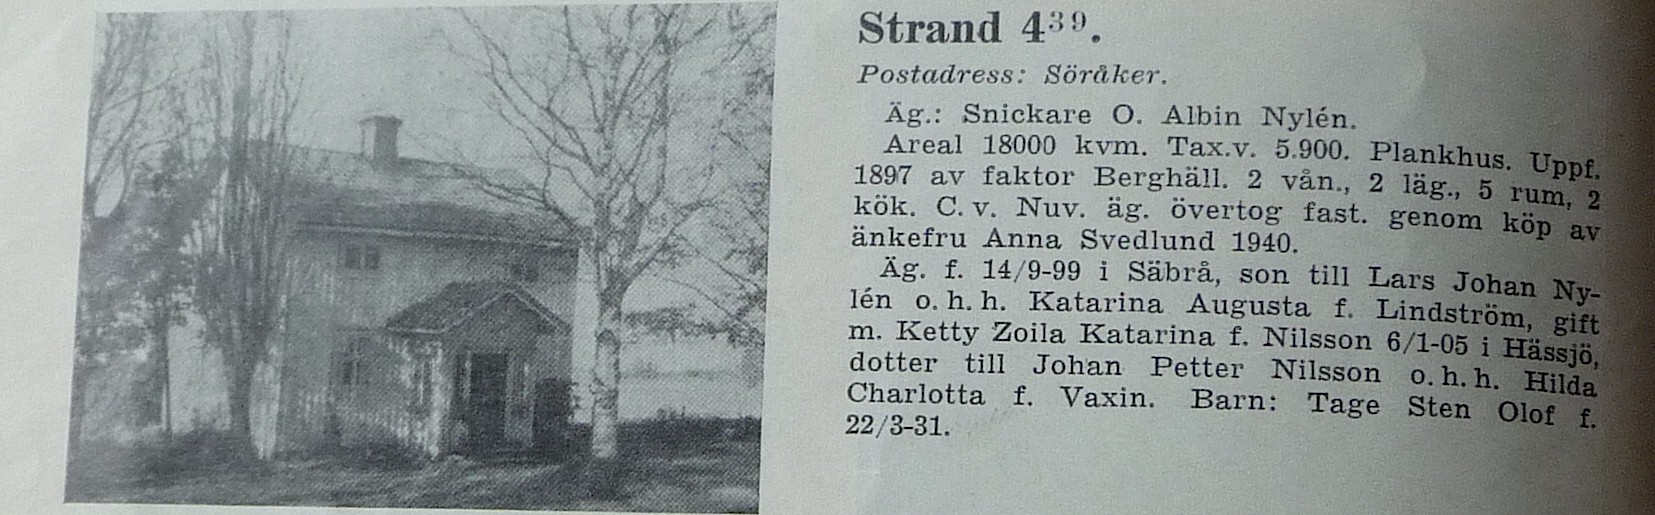 Strand 4³⁹.
Postadress: Söråker.
Äg.: Snickare O. Albin Nylén.
Areal 18000 kvm. Tax.v. 5.900. Plankhus. Uppf.
1897 av faktor Berghäll. 2 vån., 2 läg., 5 rum, 2
kök. C. v. Nuv. äg. övertog fast. genom köp av
änkefru Anna Svedlund 1940.
Äg. f. 14/9-99 i Säbrå, son till Lars Johan Ny-
lén o. h. h. Katarina Augusta f. Lindström, gift
m. Ketty Zoila Katarina f. Nilsson 6/1-05 i Hässjö,
dotter till Johan Petter Nilsson o. h. h. Hilda
Charlotta f. Vaxin. Barn: Tage Sten Olof f.
22/3-31.